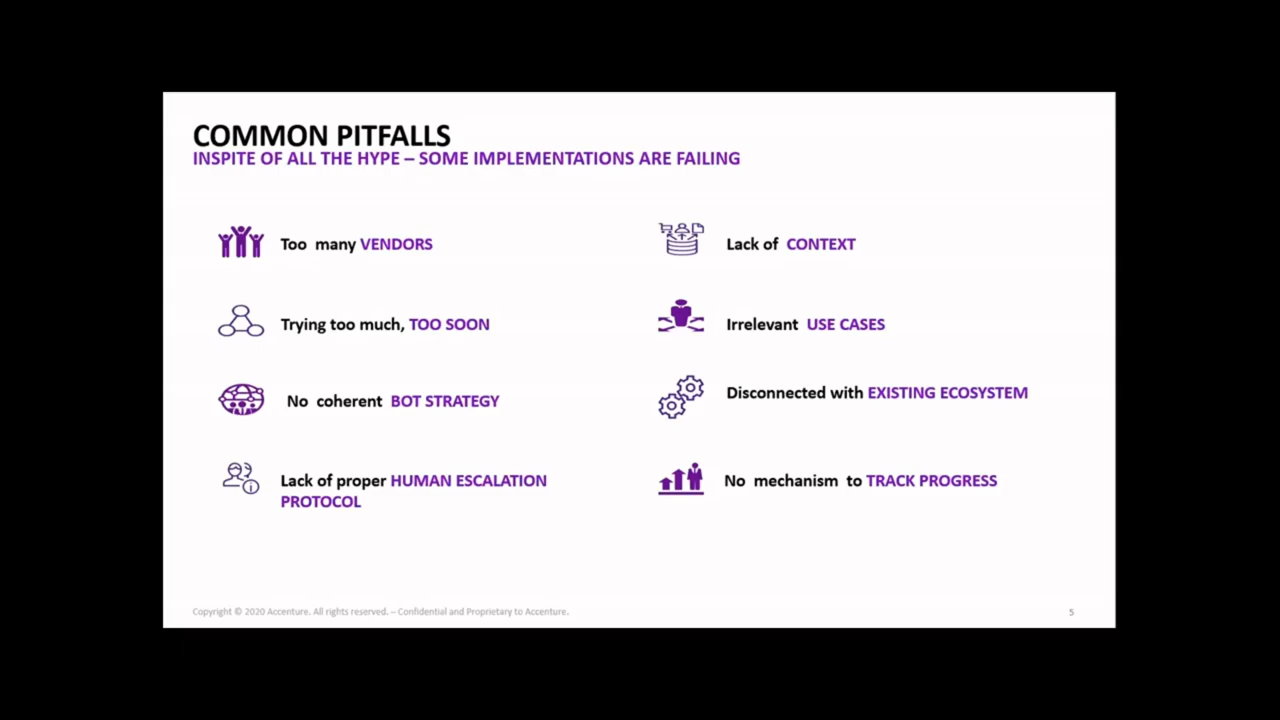 COMMON PITFALLS
INSPITE OF ALL THE HYPE – SOME IMPLEMENTATIONS ARE FAILING
Too many VENDORS
Trying too much, TOO SOON
No coherent BOT STRATEGY
Lack of proper HUMAN ESCALATION
PROTOCOL
Lack of CONTEXT
Irrelevant USE CASES
Disconnected with EXISTING ECOSYSTEM
No mechanism to TRACK PROGRESS
Copyright © 2020 Accenture. All rights reserved. – Confidential and Proprietary to Accenture.
5